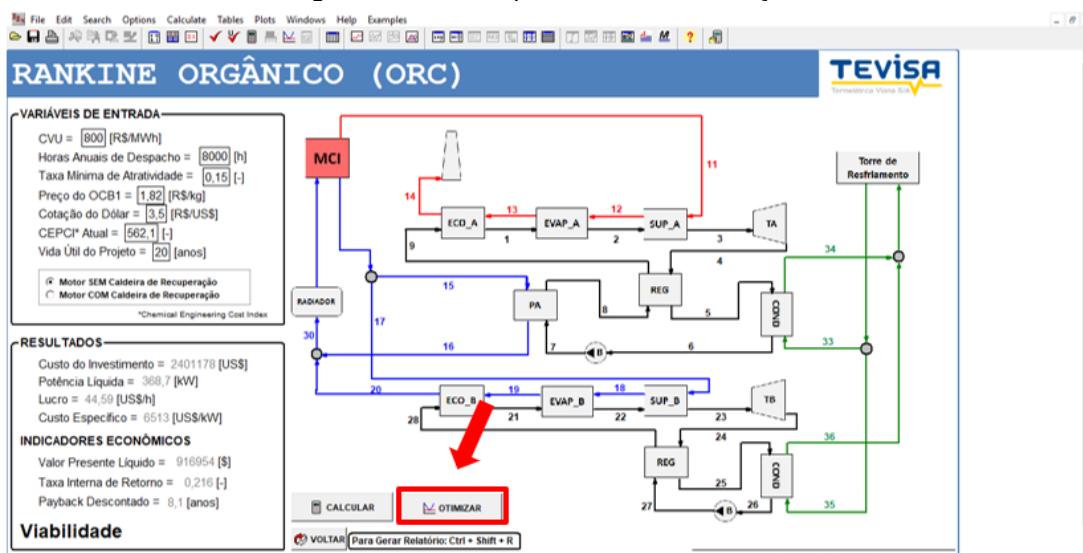 File Edit Search Options Calculate Tables Plots Windows Help Examples
RANKINE ORGÂNICO (ORC)
TEVISA
Termelétrica Viana S/A
VARIÁVEIS DE ENTRADA
CVU = 800 [R$/MWh]
Horas Anuais de Despacho = 8000 [h]
Taxa Mínima de Atratividade = 0,15 [-]
Preço do OCB1 = 1,82 [R$/kg]
Cotação do Dólar = 3,5 [R$/US$]
CEPCI* Atual = 562,1 [-]
Vida Útil do Projeto = 20 [anos]
Motor SEM Caldeira de Recuperação
Motor COM Caldeira de Recuperação
*Chemical Engineering Cost Index
RESULTADOS
Custo do Investimento = 2401178 [US$]
Potência Líquida = 368,7 [kW]
Lucro = 44,59 [US$/h]
Custo Específico = 6513 [US$/kW]
INDICADORES ECONÔMICOS
Valor Presente Líquido = 916954 [$]
Taxa Interna de Retorno = 0,216 [-]
Payback Descontado = 8,1 [anos]
Viabilidade
MCI
11
Torre de
Resfriamento
14
13
12
ECO_A
EVAP_A
SUP_A
TA
9
1
2
3
4
34
15
REG
PA
RADIADOR
8
5
COND
17
30
16
7
B
6
33
20
19
18
ECO_B
EVAP_B
SUP_B
TB
28
21
22
23
24
36
REG
COND
25
27
B
26
35
CALCULAR
OTIMIZAR
VOLTAR
Para Gerar Relatório: Ctrl + Shift + R